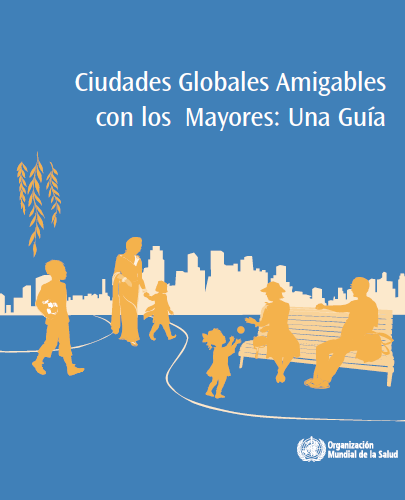 Ciudades Globales Amigables
con los Mayores: Una Guía
Organización
Mundial de la Salud